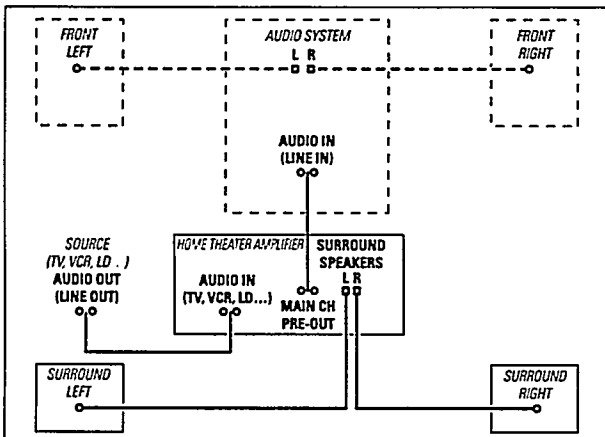 FRONT
LEFT
AUDIO SYSTEM
L R
FRONT
RIGHT
AUDIO IN
(LINE IN)
SOURCE
(TV, VCR, LD . )
AUDIO OUT
(LINE OUT)
HOME THEATER AMPLIFIER
AUDIO IN
(TV, VCR, LD...)
SURROUND
SPEAKERS
L R
MAIN CH
PRE-OUT
SURROUND
LEFT
SURROUND
RIGHT